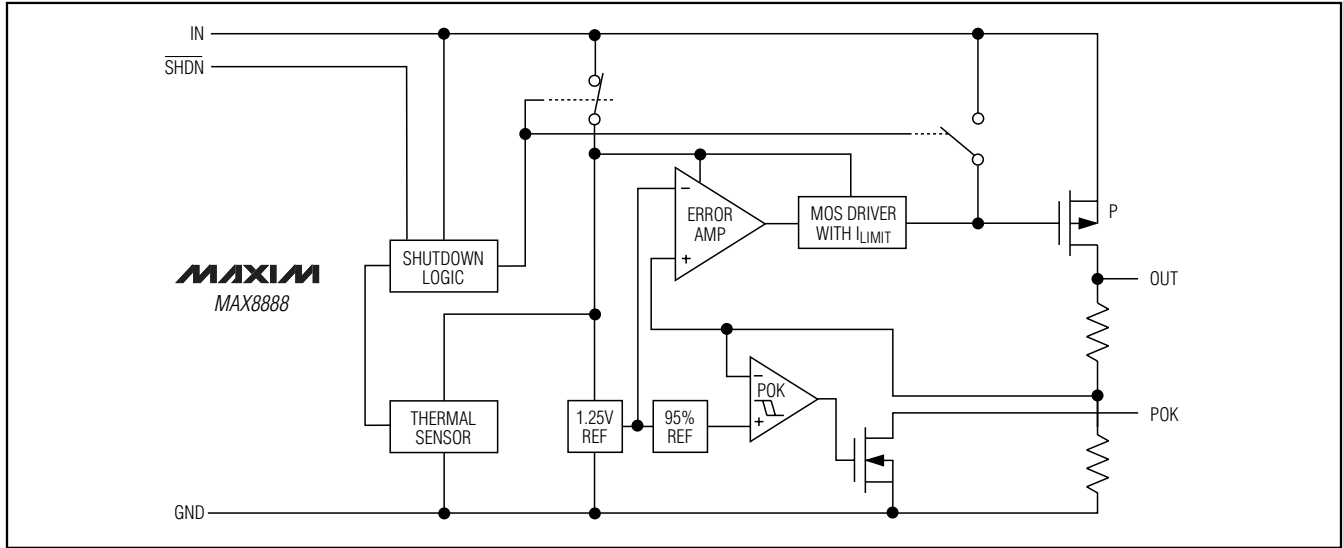 IN
SHDN
P
−
ERROR
AMP
+
MOS DRIVER
WITH ILIMIT
SHUTDOWN
LOGIC
MAXIM
MAX8888
OUT
−
POK
+
POK
THERMAL
SENSOR
1.25V
REF
95%
REF
GND